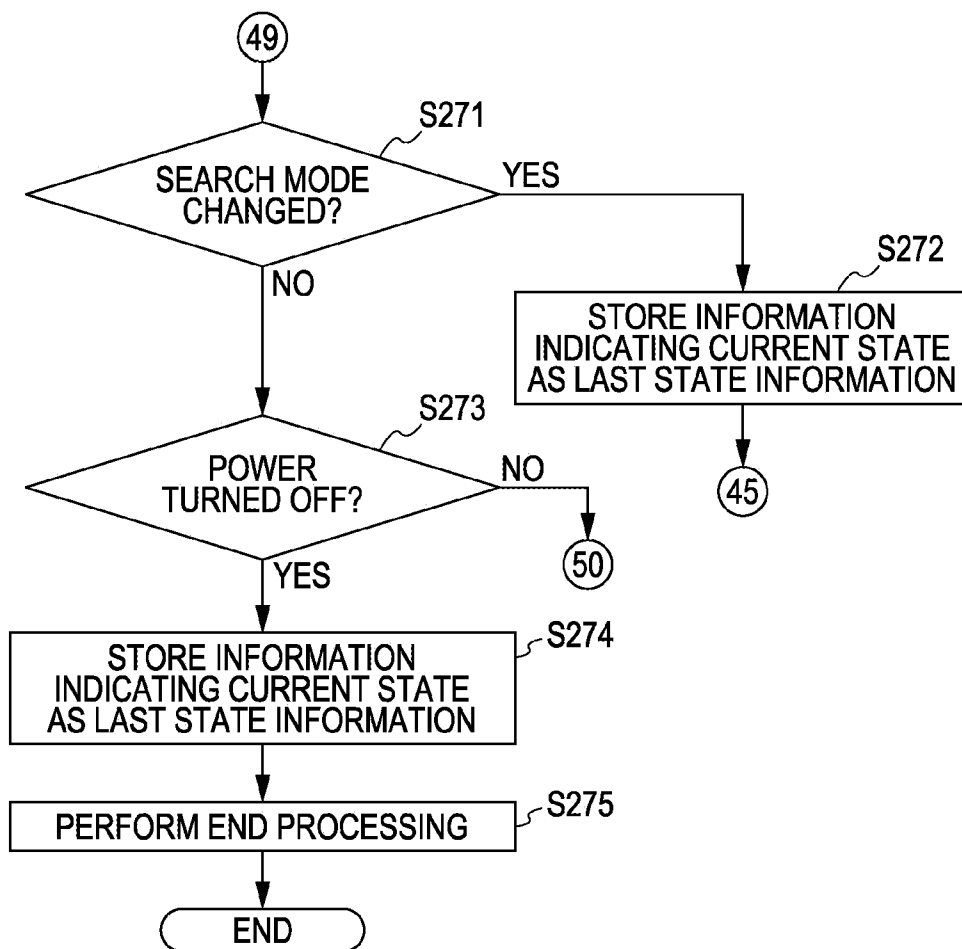 49
S271
SEARCH MODE
CHANGED?
YES
NO
S272
STORE INFORMATION
INDICATING CURRENT STATE
AS LAST STATE INFORMATION
45
S273
POWER
TURNED OFF?
NO
50
YES
S274
STORE INFORMATION
INDICATING CURRENT STATE
AS LAST STATE INFORMATION
S275
PERFORM END PROCESSING
END